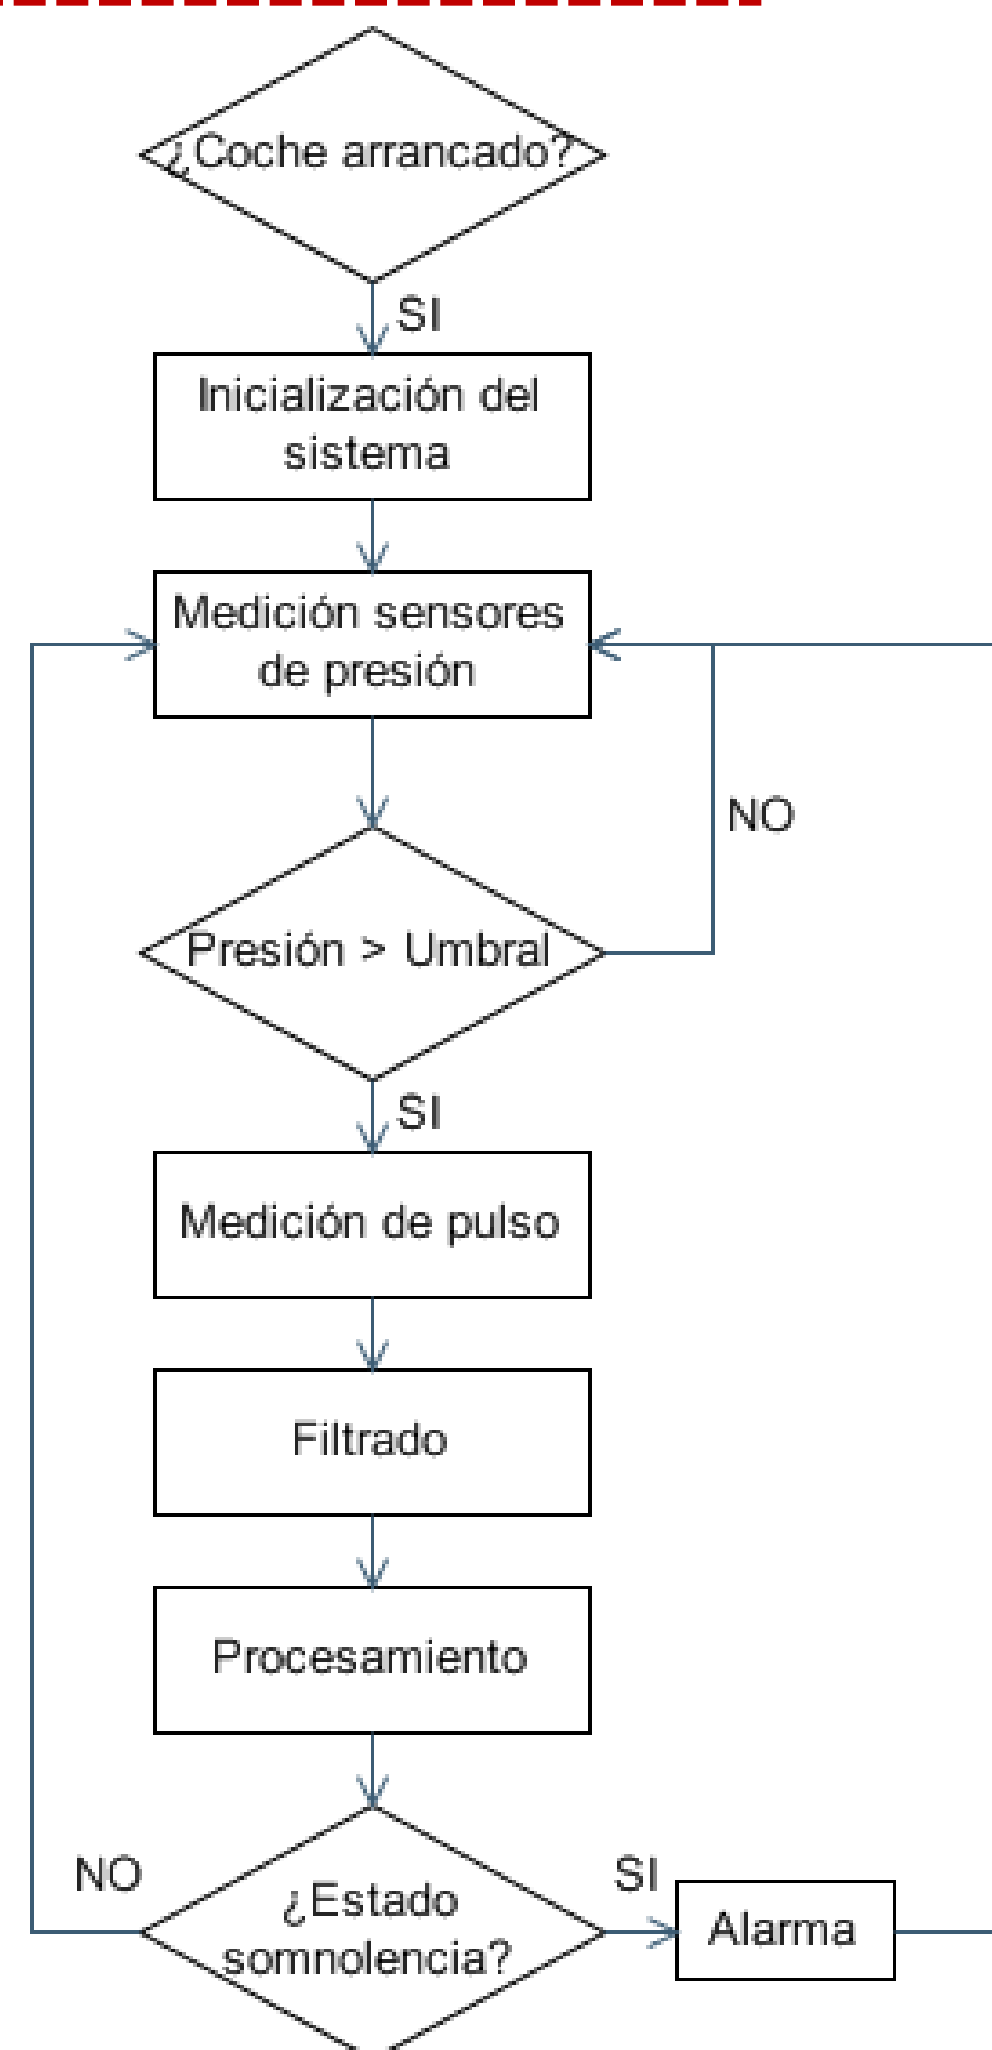 ¿Coche arrancado?
SI
Inicialización del
sistema
Medición sensores
de presión
NO
Presión > Umbral
SI
Medición de pulso
Filtrado
Procesamiento
NO
SI
¿Estado
somnolencia?
Alarma